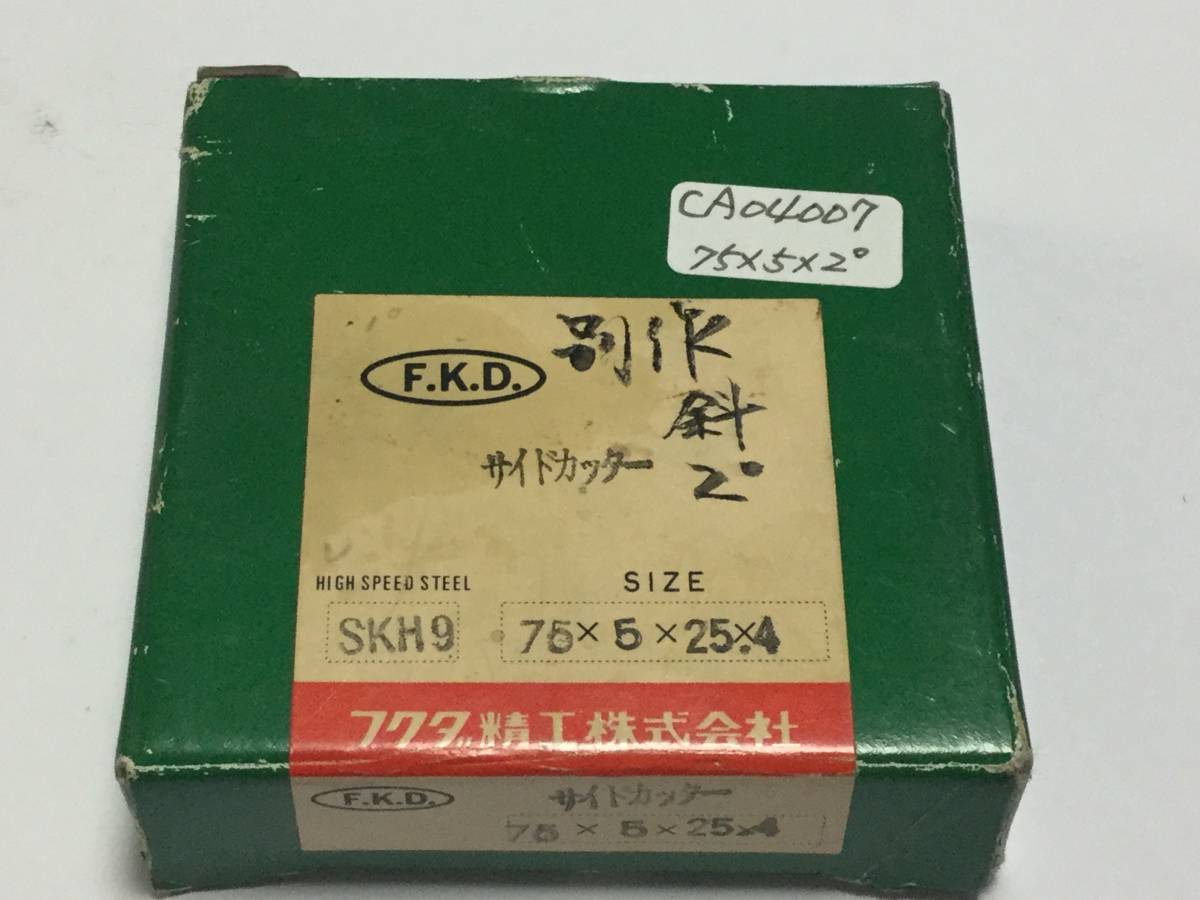 CA04007
75×5×2°
別作
F.K.D.
斜
サイドカッター 2°
HIGH SPEED STEEL SIZE
SKH9 75×5×25.4
フクダ精工株式会社
F.K.D. サイドカッター
75×5×25.4